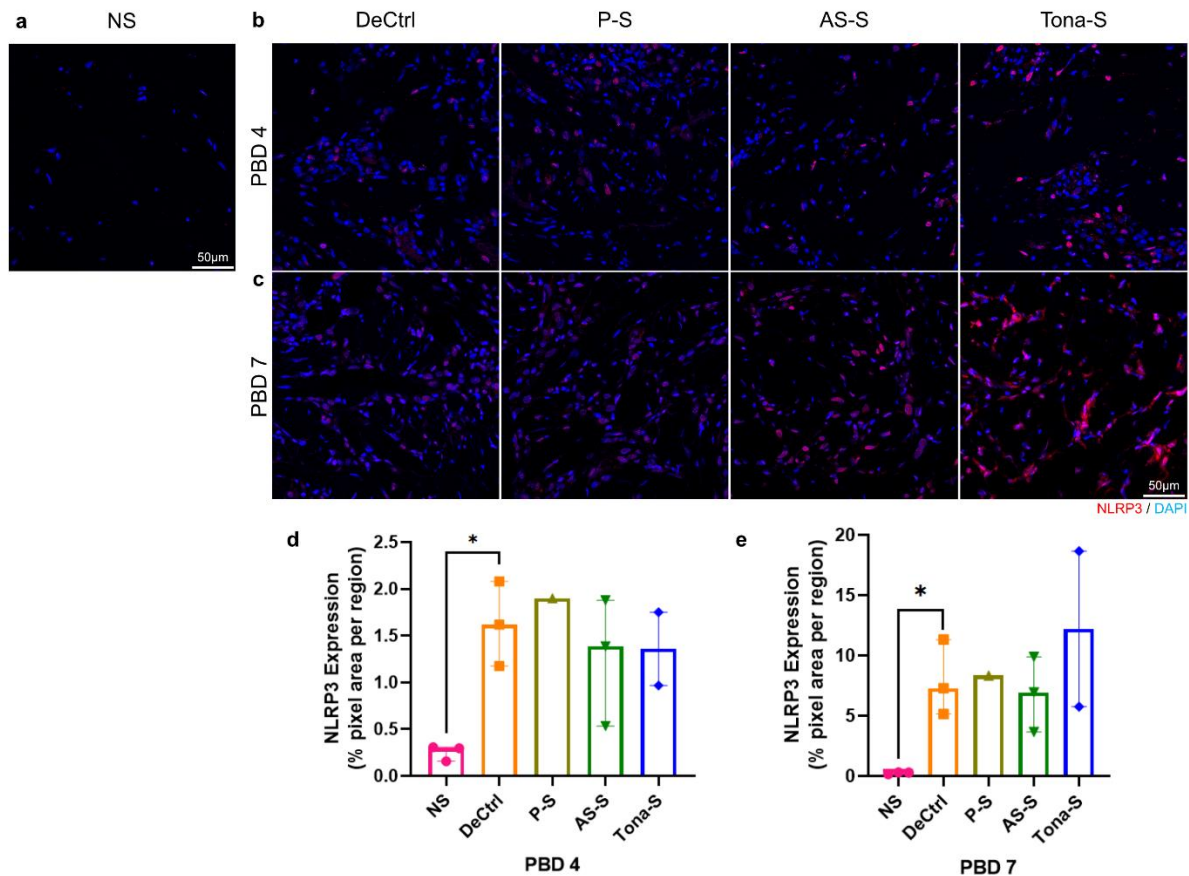 a
NS
50μm
b
DeCtrl
P-S
AS-S
Tona-S
PBD 4
c
PBD 7
50μm
NLRP3 / DAPI
d
NLRP3 Expression
(% pixel area per region)
2.5
2.0
1.5
1.0
0.5
0.0
*
NS
DeCtrl
P-S
AS-S
Tona-S
PBD 4
e
NLRP3 Expression
(% pixel area per region)
20
15
10
5
0
*
NS
DeCtrl
P-S
AS-S
Tona-S
PBD 7